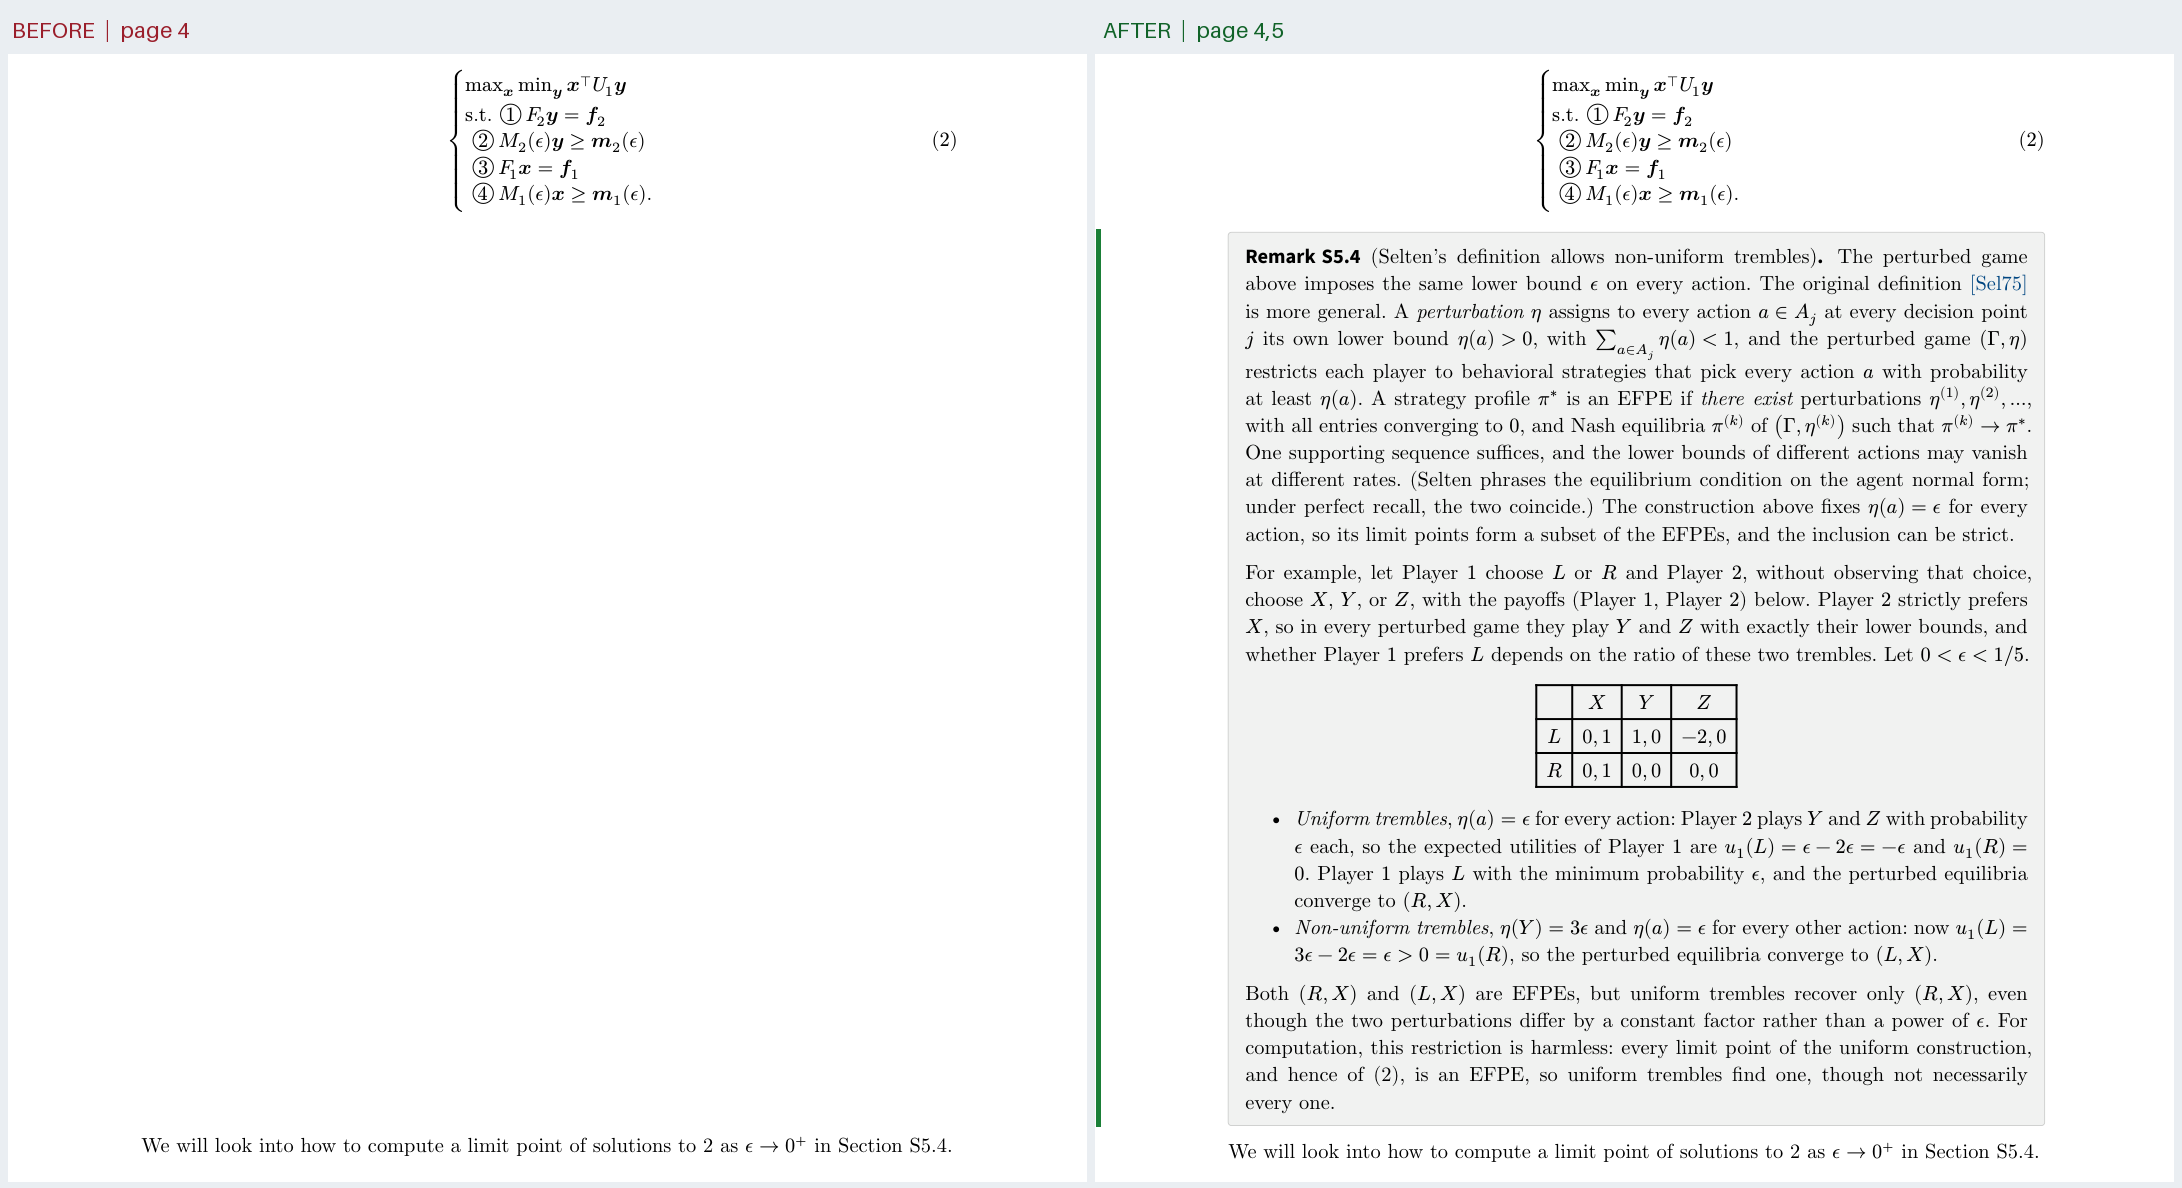 BEFORE | page 4
max_x min_y x^⊤U_1y
s.t. ① F_2y = f_2
② M_2(ϵ)y ≥ m_2(ϵ)
③ F_1x = f_1
④ M_1(ϵ)x ≥ m_1(ϵ).
(2)
We will look into how to compute a limit point of solutions to 2 as ϵ → 0⁺ in Section S5.4.
AFTER | page 4,5
max_x min_y x^⊤U_1y
s.t. ① F_2y = f_2
② M_2(ϵ)y ≥ m_2(ϵ)
③ F_1x = f_1
④ M_1(ϵ)x ≥ m_1(ϵ).
(2)
Remark S5.4 (Selten's definition allows non-uniform trembles). The perturbed game
above imposes the same lower bound ϵ on every action. The original definition [Sel75]
is more general. A perturbation η assigns to every action a ∈ A_j at every decision point
j its own lower bound η(a) > 0, with ∑_{a∈A_j} η(a) < 1, and the perturbed game (Γ, η)
restricts each player to behavioral strategies that pick every action a with probability
at least η(a). A strategy profile π* is an EFPE if there exist perturbations η^(1), η^(2), ...,
with all entries converging to 0, and Nash equilibria π^(k) of (Γ, η^(k)) such that π^(k) → π*.
One supporting sequence suffices, and the lower bounds of different actions may vanish
at different rates. (Selten phrases the equilibrium condition on the agent normal form;
under perfect recall, the two coincide.) The construction above fixes η(a) = ϵ for every
action, so its limit points form a subset of the EFPEs, and the inclusion can be strict.
For example, let Player 1 choose L or R and Player 2, without observing that choice,
choose X, Y, or Z, with the payoffs (Player 1, Player 2) below. Player 2 strictly prefers
X, so in every perturbed game they play Y and Z with exactly their lower bounds, and
whether Player 1 prefers L depends on the ratio of these two trembles. Let 0 < ϵ < 1/5.
X Y Z
L 0, 1 1, 0 −2, 0
R 0, 1 0, 0 0, 0
• Uniform trembles, η(a) = ϵ for every action: Player 2 plays Y and Z with probability
ϵ each, so the expected utilities of Player 1 are u_1(L) = ϵ − 2ϵ = −ϵ and u_1(R) =
0. Player 1 plays L with the minimum probability ϵ, and the perturbed equilibria
converge to (R, X).
• Non-uniform trembles, η(Y) = 3ϵ and η(a) = ϵ for every other action: now u_1(L) =
3ϵ − 2ϵ = ϵ > 0 = u_1(R), so the perturbed equilibria converge to (L, X).
Both (R, X) and (L, X) are EFPEs, but uniform trembles recover only (R, X), even
though the two perturbations differ by a constant factor rather than a power of ϵ. For
computation, this restriction is harmless: every limit point of the uniform construction,
and hence of (2), is an EFPE, so uniform trembles find one, though not necessarily
every one.
We will look into how to compute a limit point of solutions to 2 as ϵ → 0⁺ in Section S5.4.